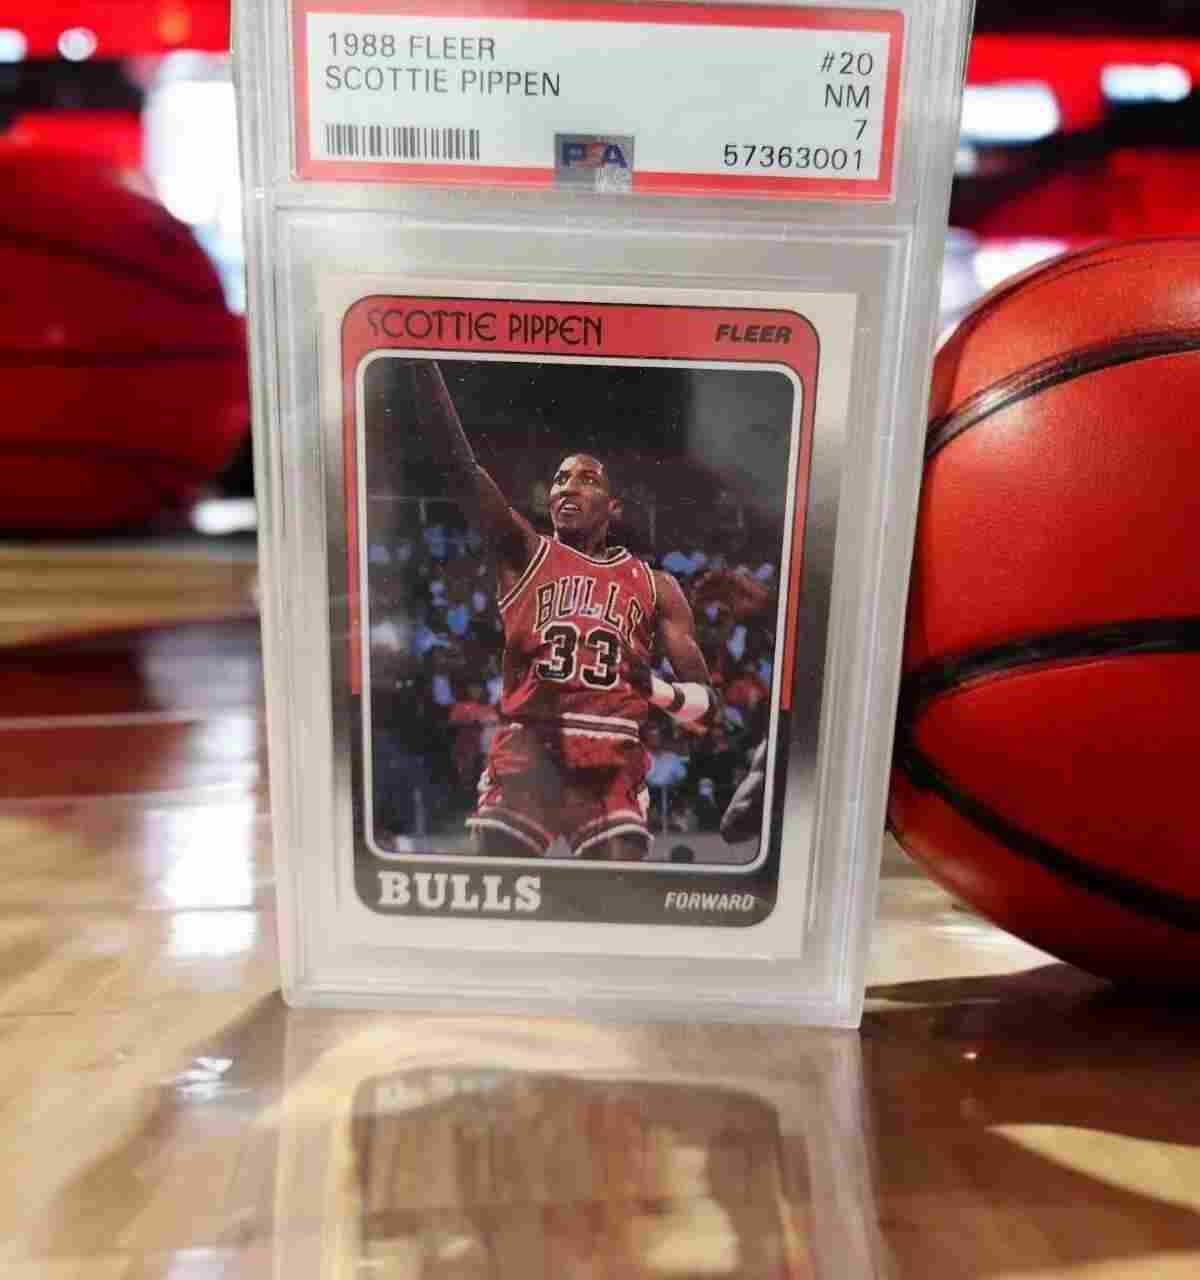 1988 FLEER
#20
SCOTTIE PIPPEN
NM
7
PSA
57363001
SCOTTIE PIPPEN
FLEER
BULLS
33
BULLS
FORWARD